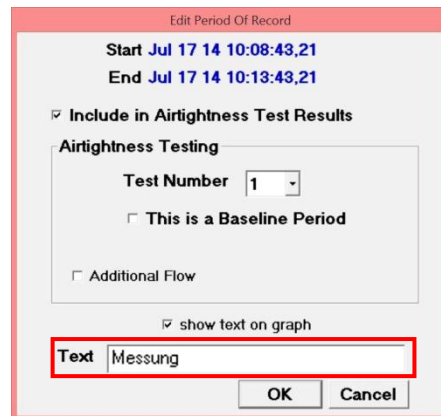 Edit Period Of Record
Start Jul 17 14 10:08:43,21
End Jul 17 14 10:13:43,21
Include in Airtightness Test Results
Airtightness Testing
Test Number 1
This is a Baseline Period
Additional Flow
show text on graph
Text Messung
OK Cancel